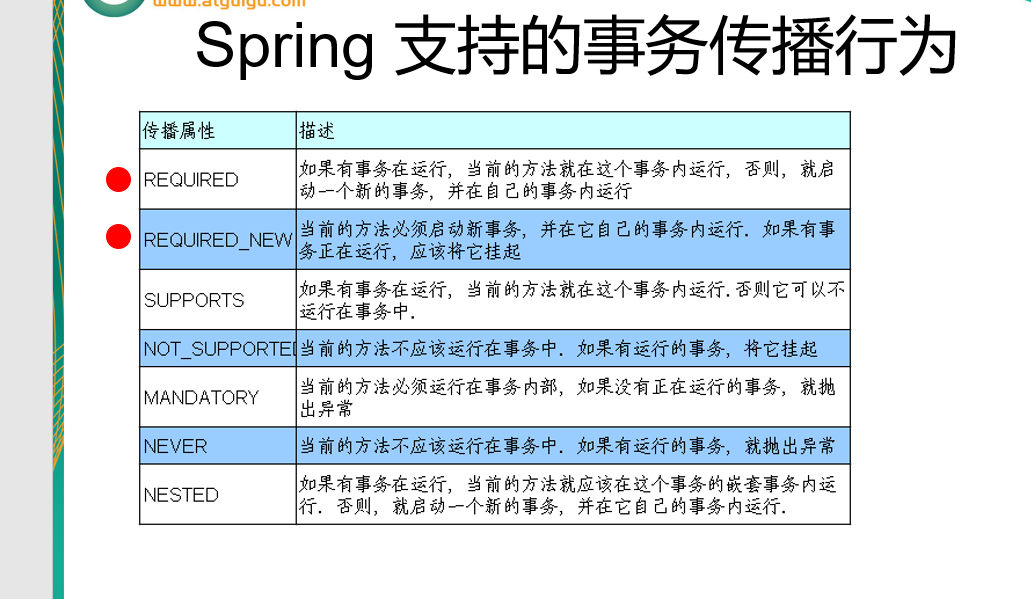 www.atguigu.com
Spring 支持的事务传播行为
传播属性
描述
REQUIRED
如果有事务在运行，当前的方法就在这个事务内运行，否则，就启
动一个新的事务，并在自己的事务内运行
REQUIRED_NEW
当前的方法必须启动新事务，并在它自己的事务内运行. 如果有事
务正在运行，应该将它挂起
SUPPORTS
如果有事务在运行，当前的方法就在这个事务内运行. 否则它可以不
运行在事务中.
NOT_SUPPORTED
当前的方法不应该运行在事务中. 如果有运行的事务，将它挂起
MANDATORY
当前的方法必须运行在事务内部，如果没有正在运行的事务，就抛
出异常
NEVER
当前的方法不应该运行在事务中. 如果有运行的事务，就抛出异常
NESTED
如果有事务在运行，当前的方法就应该在这个事务的嵌套事务内运
行. 否则，就启动一个新的事务，并在它自己的事务内运行.